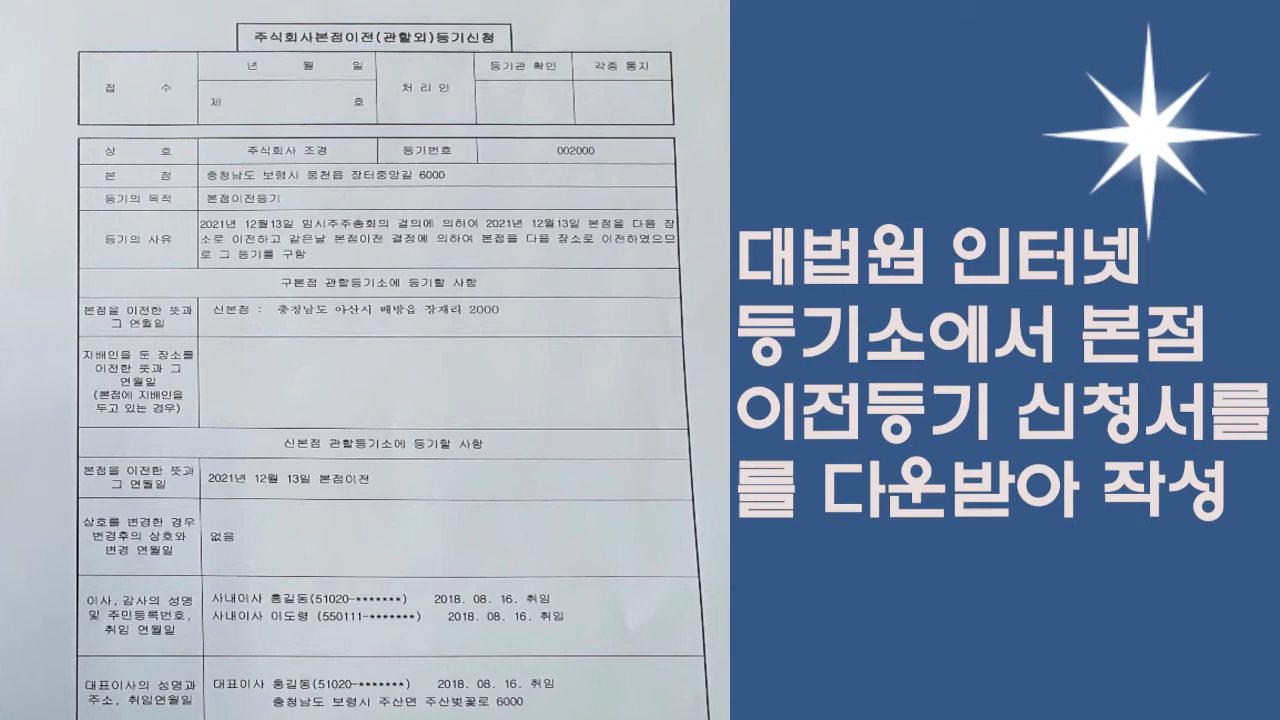 주식회사본점이전(관할외)등기신청
접 수
년 월 일
제 호
처 리 인
등기관 확인
각종 통지
상 호
주식회사 조경
등기번호
002000
본 점
충청남도 보령시 웅천읍 장터중앙길 6000
등기의 목적
본점이전등기
등기의 사유
2021년 12월13일 임시주주총회의 결의에 의하여 2021년 12월13일 본점을 다음 장
소로 이전하고 같은날 본점이전 결정에 의하여 본점을 다음 장소로 이전하였으므
로 그 등기를 구함
구본점 관할등기소에 등기할 사항
본점을 이전한 뜻과
그 연월일
신본점 : 충청남도 아산시 배방읍 장재리 2000
지배인을 둔 장소를
이전한 뜻과 그
연월일
(본점에 지배인을
두고 있는 경우)
신본점 관할등기소에 등기할 사항
본점을 이전한 뜻과
그 연월일
2021년 12월 13일 본점이전
상호를 변경한 경우
변경후의 상호와
변경 연월일
없음
이사, 감사의 성명
및 주민등록번호,
취임 연월일
사내이사 홍길동(51020-*******) 2018. 08. 16. 취임
사내이사 이도령 (550111-*******) 2018. 08. 16. 취임
대표이사의 성명과
주소, 취임연월일
대표이사 홍길동(51020-*******) 2018. 08. 16. 취임
충청남도 보령시 주산면 주산벚꽃로 6000
대법원 인터넷
등기소에서 본점
이전등기 신청서를
를 다운받아 작성